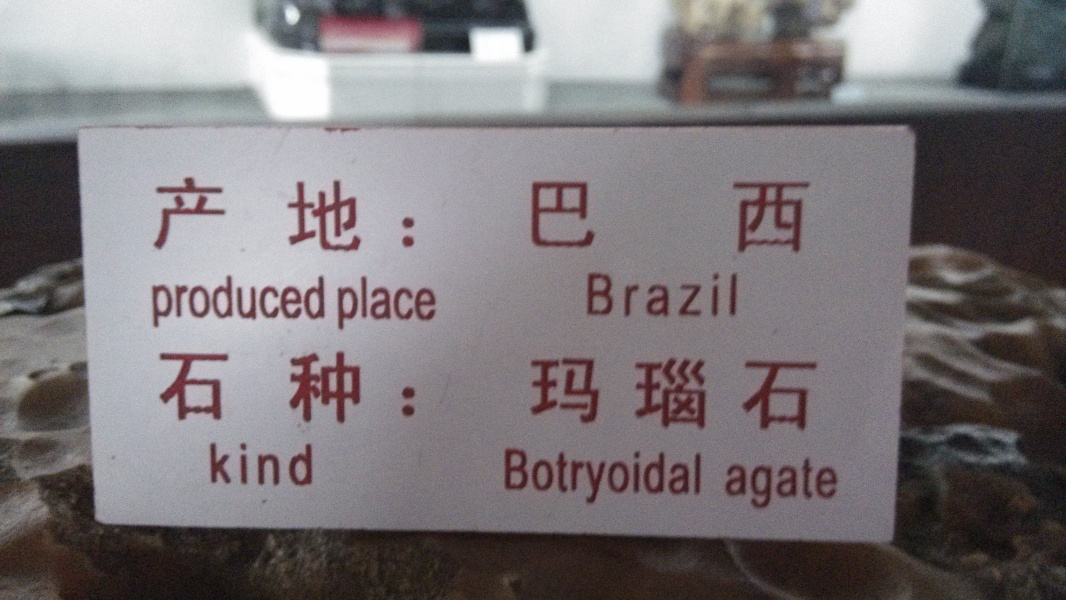 产 地： 巴 西
produced place Brazil
石 种： 玛 瑙 石
kind Botryoidal agate